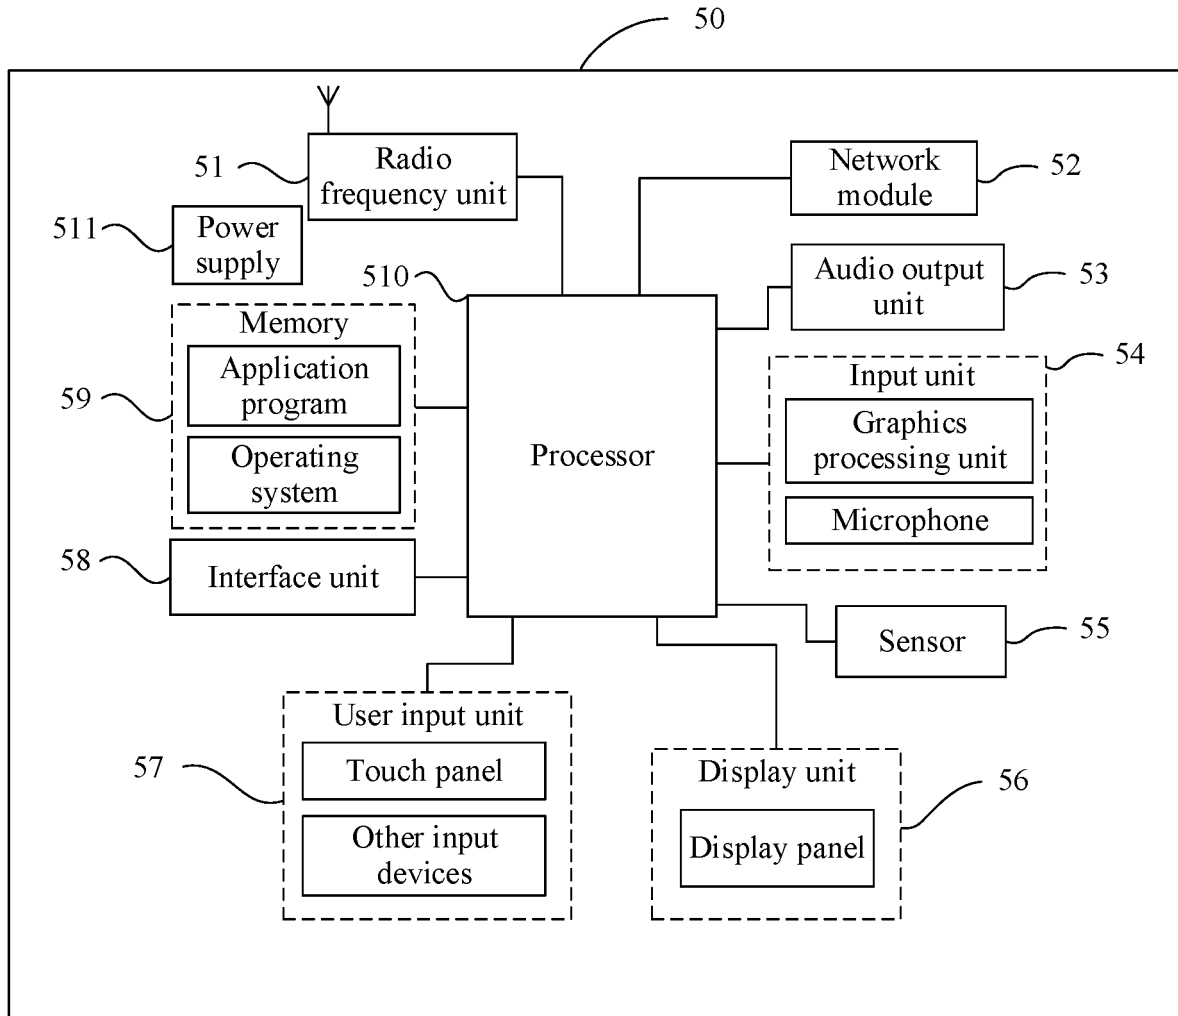 50
51
Radio
frequency unit
Network
module
52
511
Power
supply
510
Audio output
unit
53
Memory
Application
program
Operating
system
59
Processor
54
Input unit
Graphics
processing unit
Microphone
58
Interface unit
Sensor
55
User input unit
57
Touch panel
Other input
devices
Display unit
56
Display panel